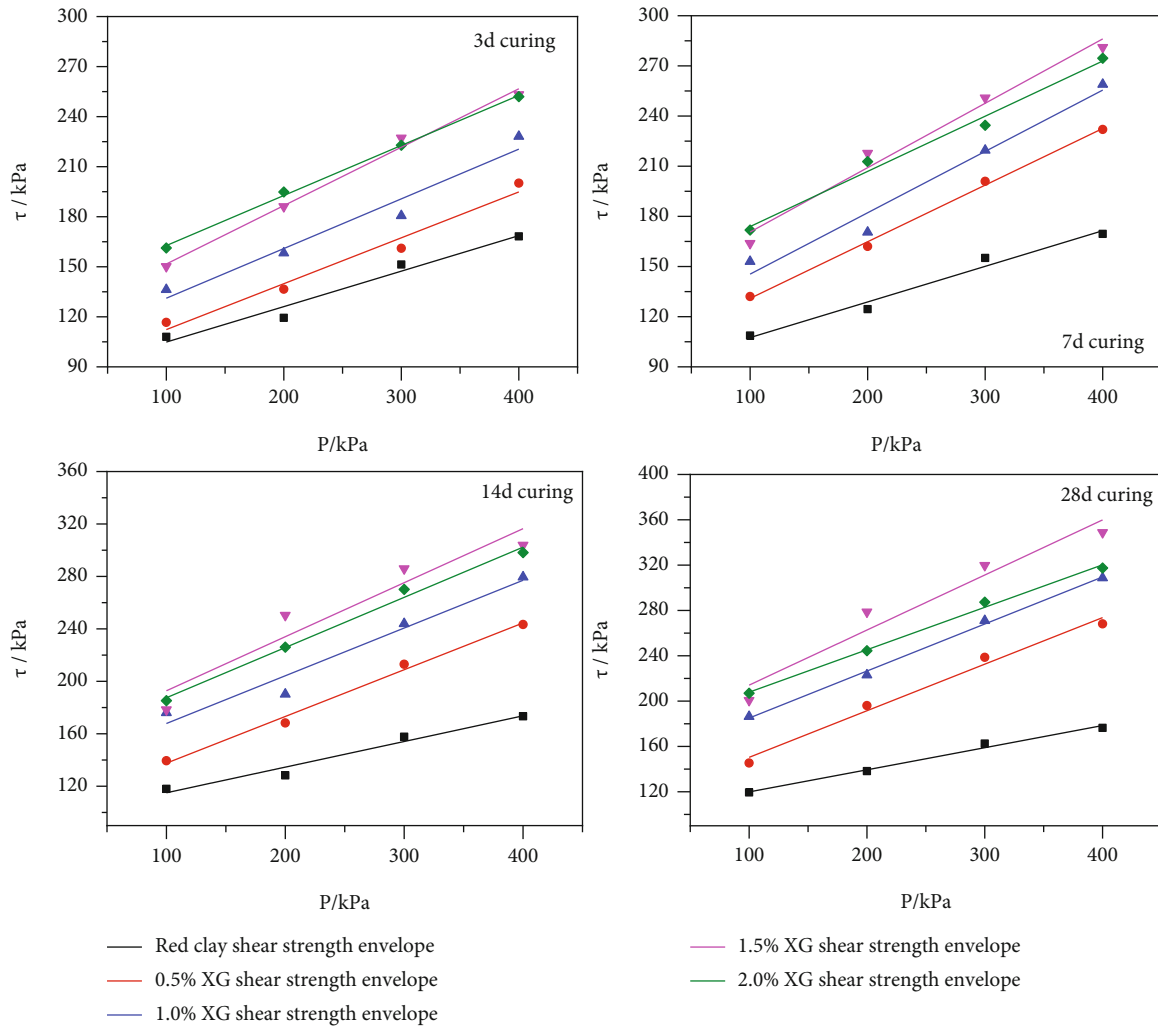 300
270
240
210
180
150
120
90
τ / kPa
3d curing
100 200 300 400
P/kPa
300
270
240
210
180
150
120
90
τ / kPa
7d curing
100 200 300 400
P/kPa
360
320
280
240
200
160
120
τ / kPa
14d curing
100 200 300 400
P/kPa
400
360
320
280
240
200
160
120
τ / kPa
28d curing
100 200 300 400
P/kPa
Red clay shear strength envelope
0.5% XG shear strength envelope
1.0% XG shear strength envelope
1.5% XG shear strength envelope
2.0% XG shear strength envelope